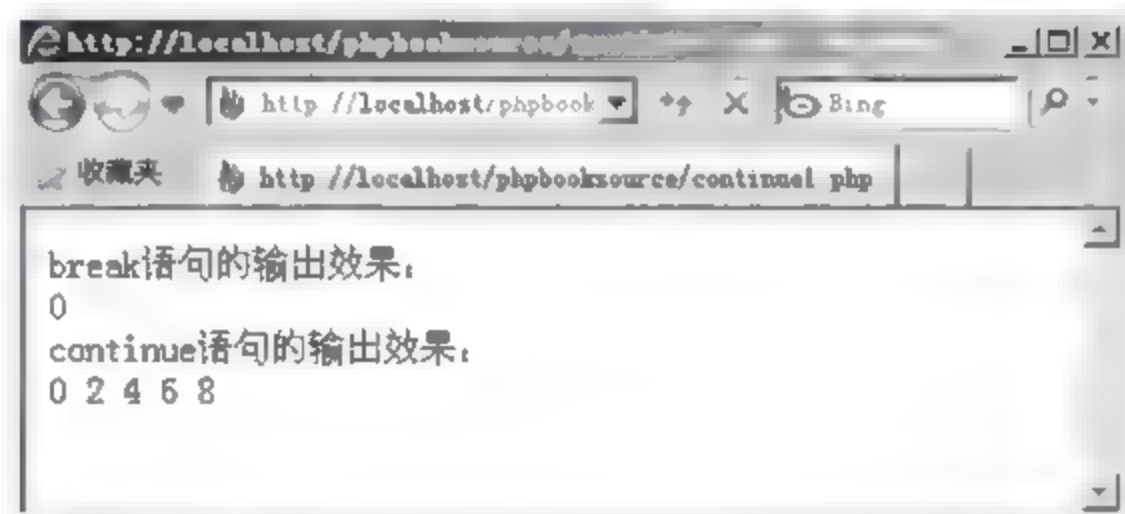 http://localhost/phpbooksource/
http //localhost/phpbook
Bing
收藏夹
http //localhost/phpbooksource/continue1 php
break语句的输出效果:
0
continue语句的输出效果:
0 2 4 6 8